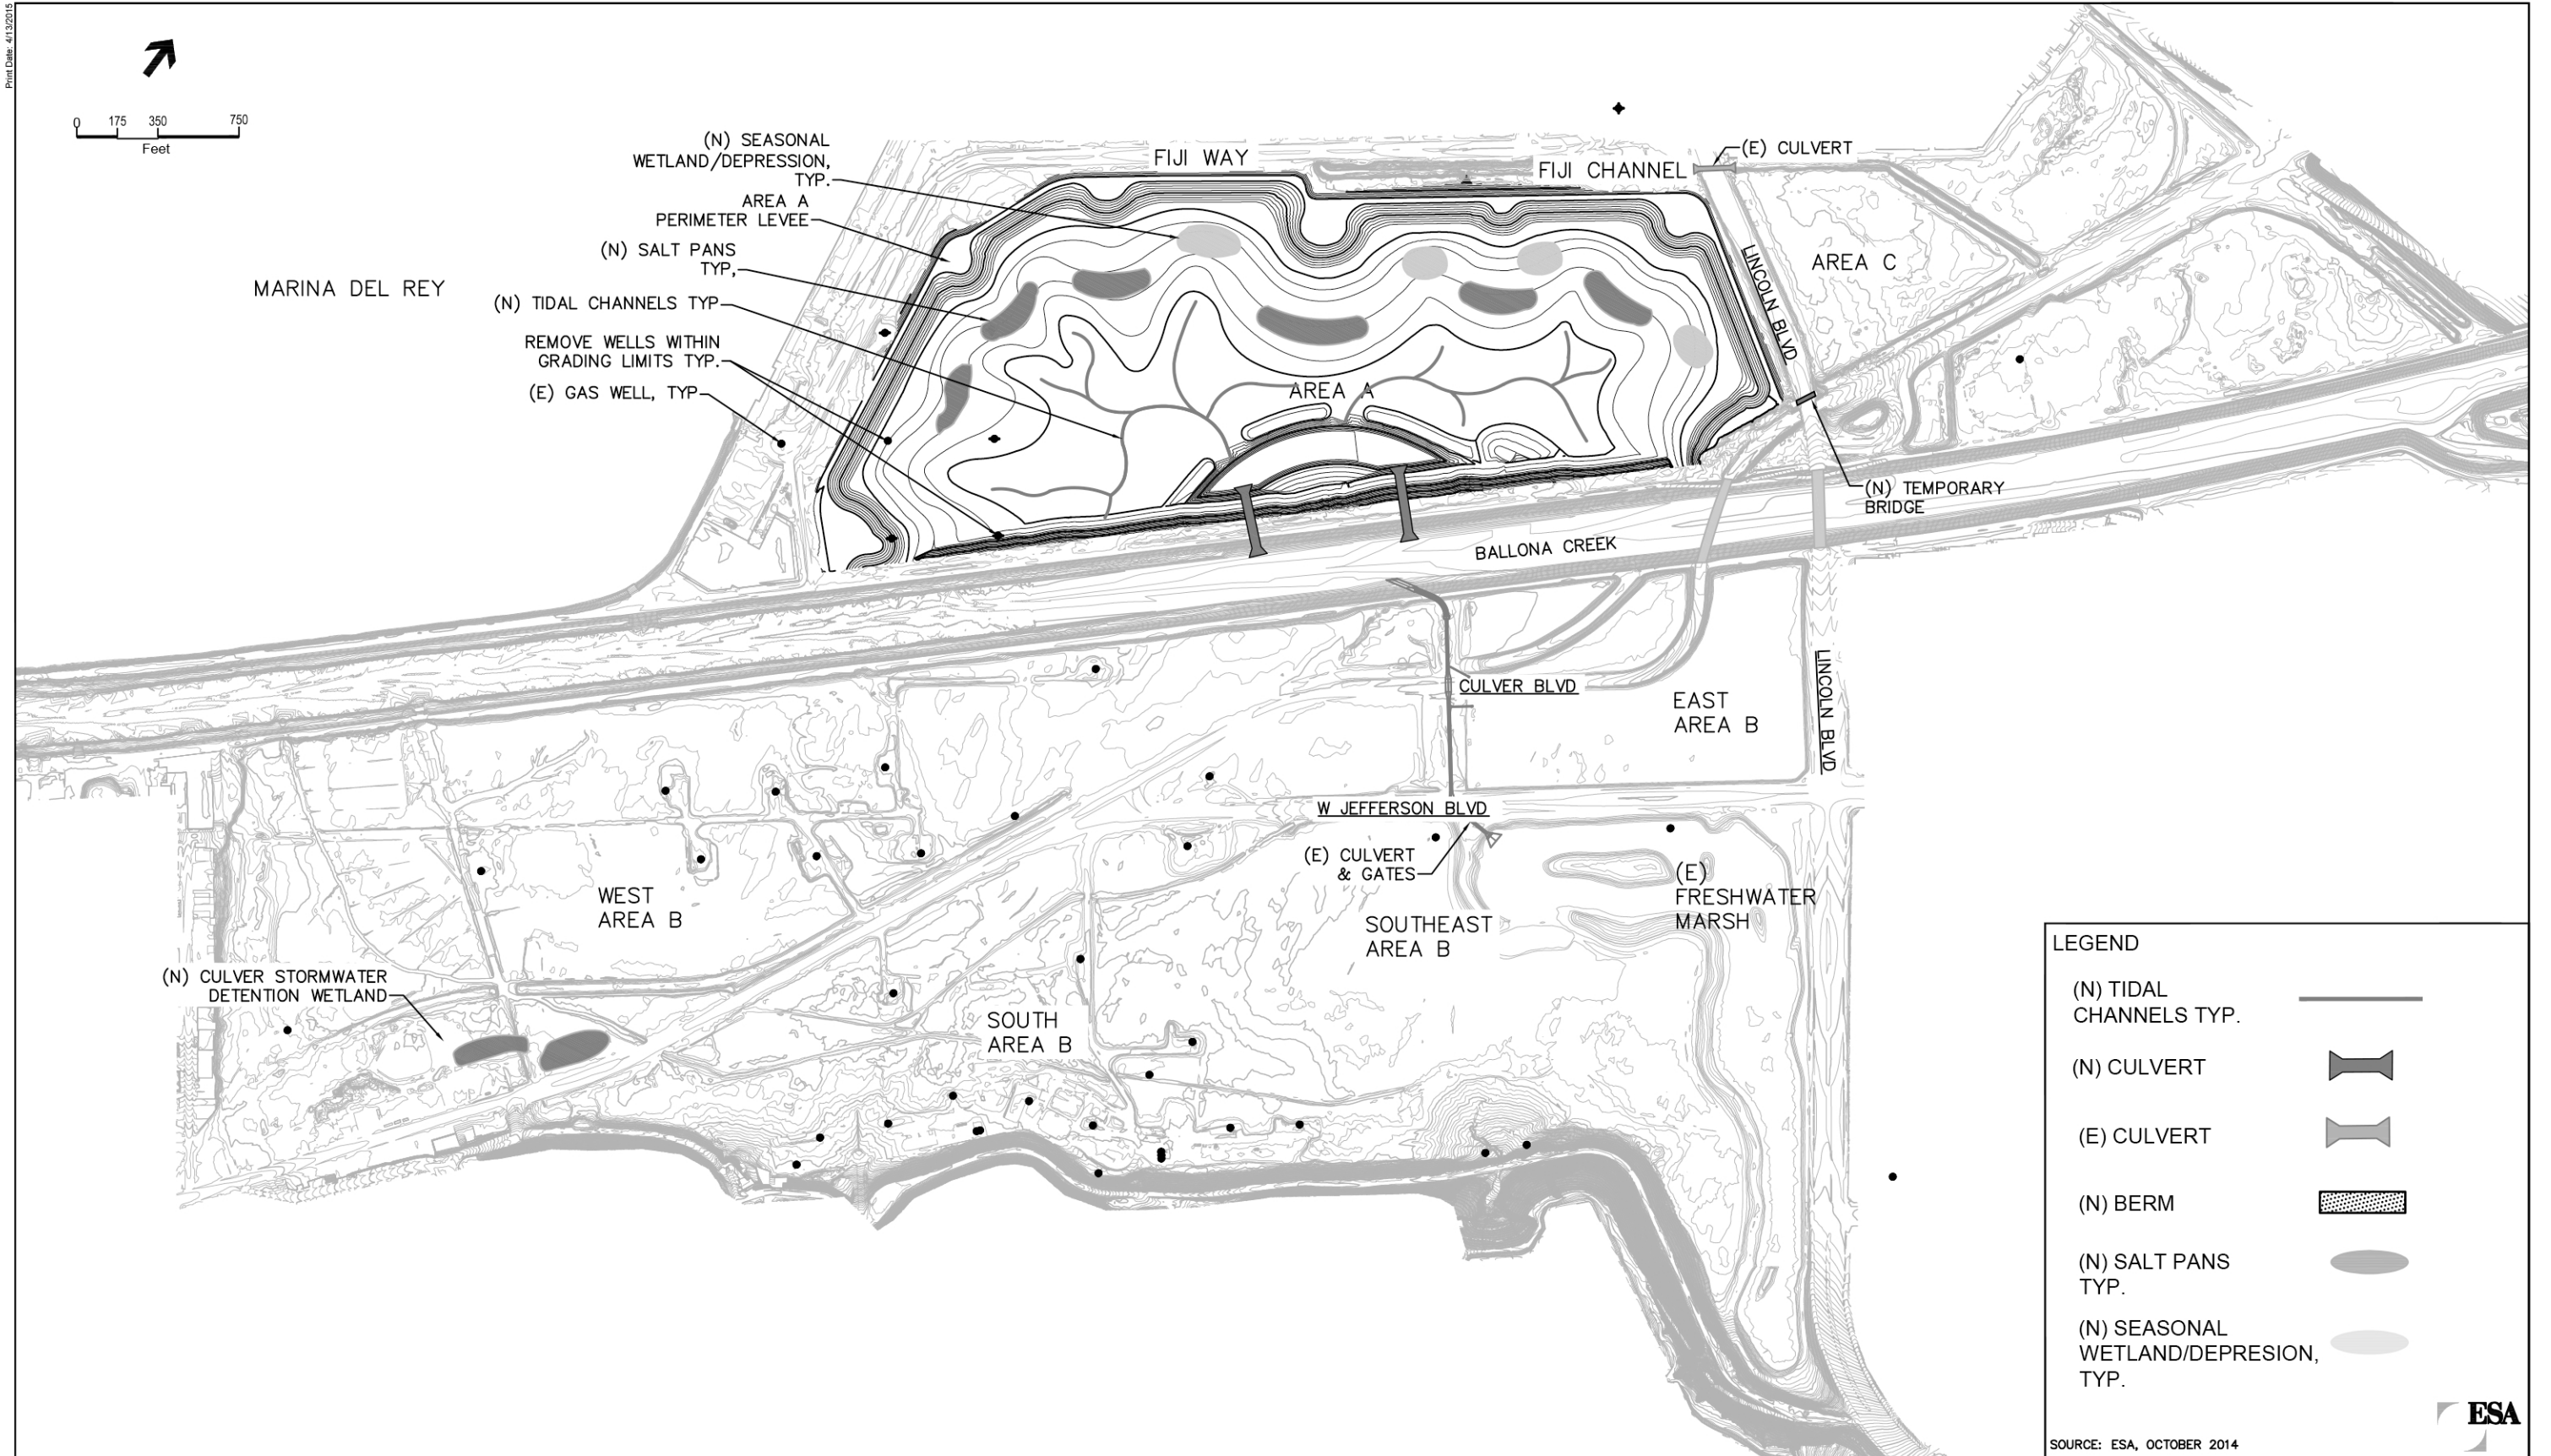 Print Date: 4/13/2015
0 175 350 750
Feet
(N) SEASONAL
WETLAND/DEPRESSION,
TYP.
AREA A
PERIMETER LEVEE
(N) SALT PANS
TYP,
(N) TIDAL CHANNELS TYP
REMOVE WELLS WITHIN
GRADING LIMITS TYP.
(E) GAS WELL, TYP
MARINA DEL REY
FIJI WAY
FIJI CHANNEL
(E) CULVERT
AREA C
LINCOLN BLVD
AREA A
(N) TEMPORARY
BRIDGE
BALLONA CREEK
CULVER BLVD
EAST
AREA B
LINCOLN BLVD
W JEFFERSON BLVD
(E) CULVERT
& GATES
(E)
FRESHWATER
MARSH
WEST
AREA B
SOUTHEAST
AREA B
(N) CULVER STORMWATER
DETENTION WETLAND
SOUTH
AREA B
LEGEND
(N) TIDAL
CHANNELS TYP.
(N) CULVERT
(E) CULVERT
(N) BERM
(N) SALT PANS
TYP.
(N) SEASONAL
WETLAND/DEPRESION,
TYP.
ESA
SOURCE: ESA, OCTOBER 2014